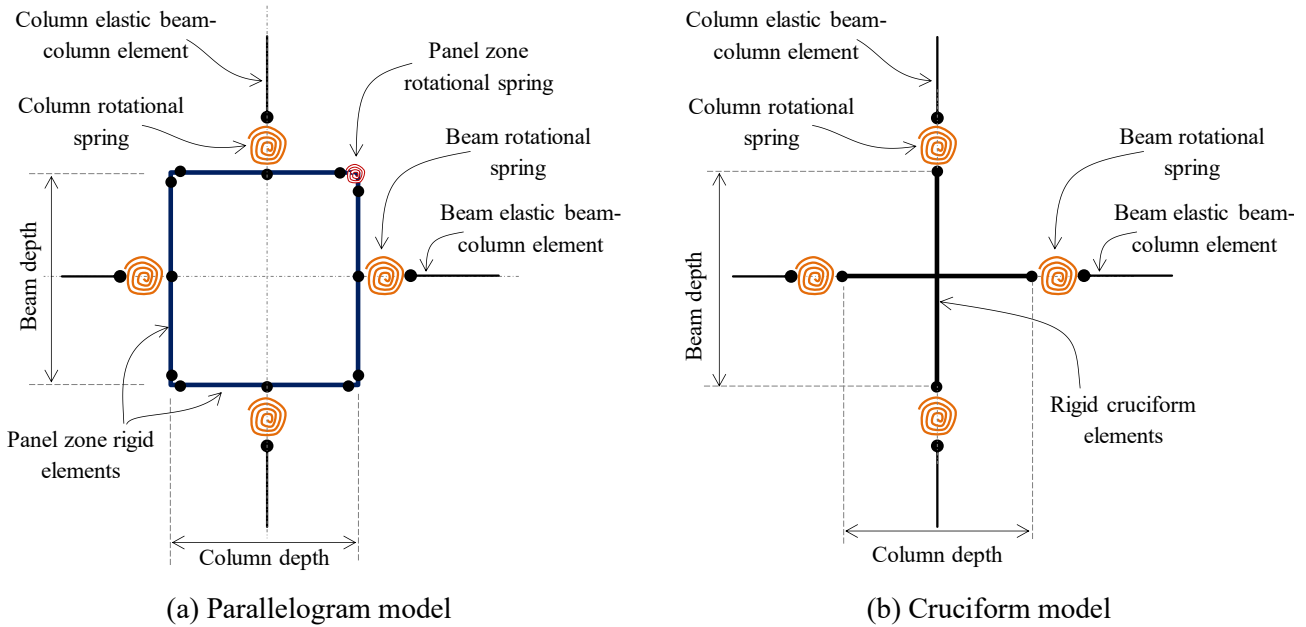 Column elastic beam-
column element
Panel zone
rotational spring
Column rotational
spring
Beam rotational
spring
Beam elastic beam-
column element
Beam depth
Panel zone rigid
elements
Column depth
(a) Parallelogram model
Column elastic beam-
column element
Column rotational
spring
Beam rotational
spring
Beam elastic beam-
column element
Beam depth
Rigid cruciform
elements
Column depth
(b) Cruciform model